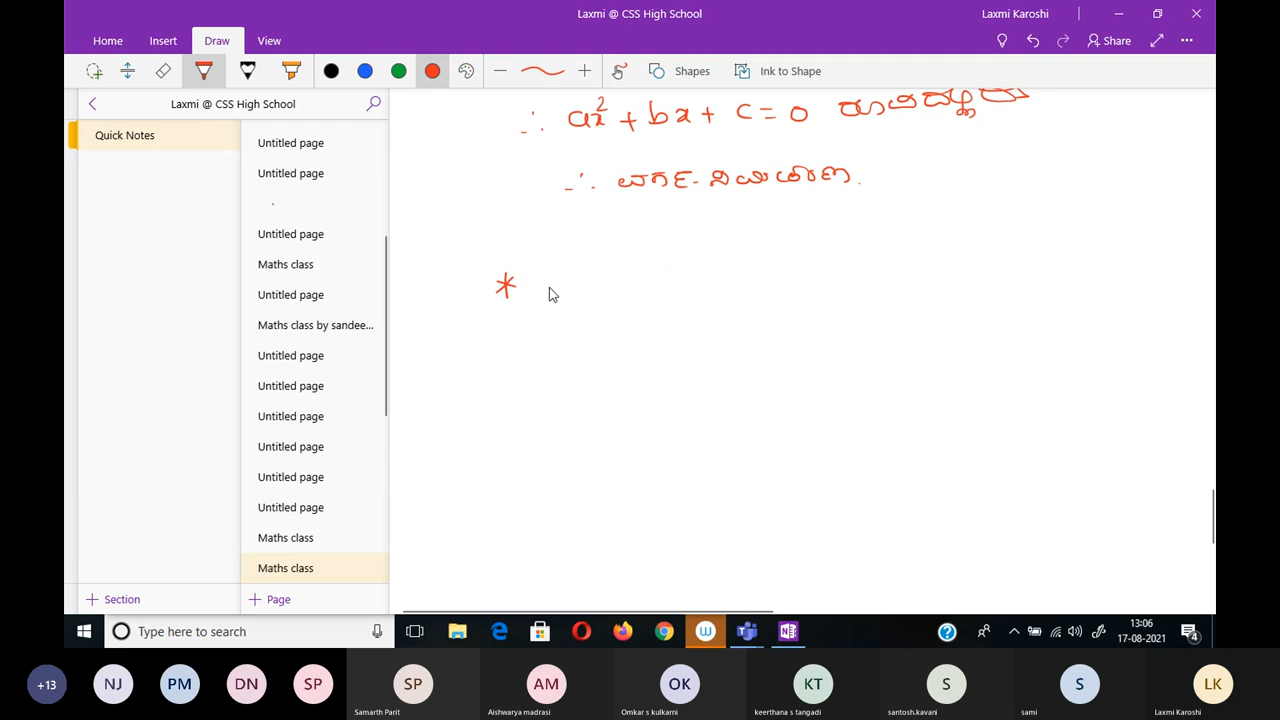 Laxmi @ CSS High School
Laxmi Karoshi
Home Insert Draw View
Share
Shapes
Ink to Shape
Laxmi @ CSS High School
Quick Notes
Untitled page
Untitled page
.
Untitled page
Maths class
Untitled page
Maths class by sandee...
Untitled page
Untitled page
Untitled page
Untitled page
Untitled page
Untitled page
Maths class
Maths class
+ Section
+ Page
∴ ax² + bx + c = 0
∴ ವರ್ಗ
*
Type here to search
13:06
17-08-2021
4
+13 NJ PM DN SP SP AM OK KT S S LK
Samarth Parit Aishwarya madrasi Omkar s kulkarni keerthana s tangadi santosh.kavani sami Laxmi Karoshi